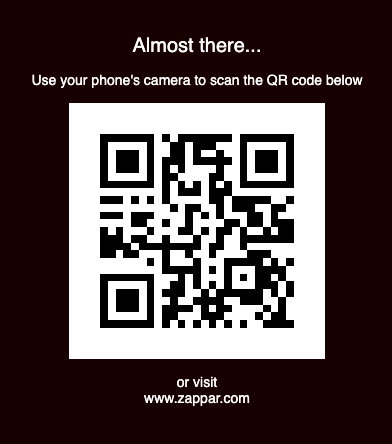 Almost there...
Use your phone's camera to scan the QR code below
or visit
www.zappar.com